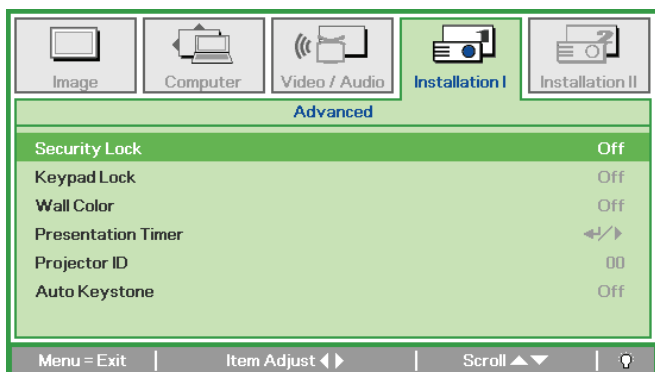 Image Computer Video / Audio Installation I Installation II
Advanced
Security Lock Off
Keypad Lock Off
Wall Color Off
Presentation Timer ↵/▶
Projector ID 00
Auto Keystone Off
Menu = Exit Item Adjust ◀▶ Scroll ▲▼